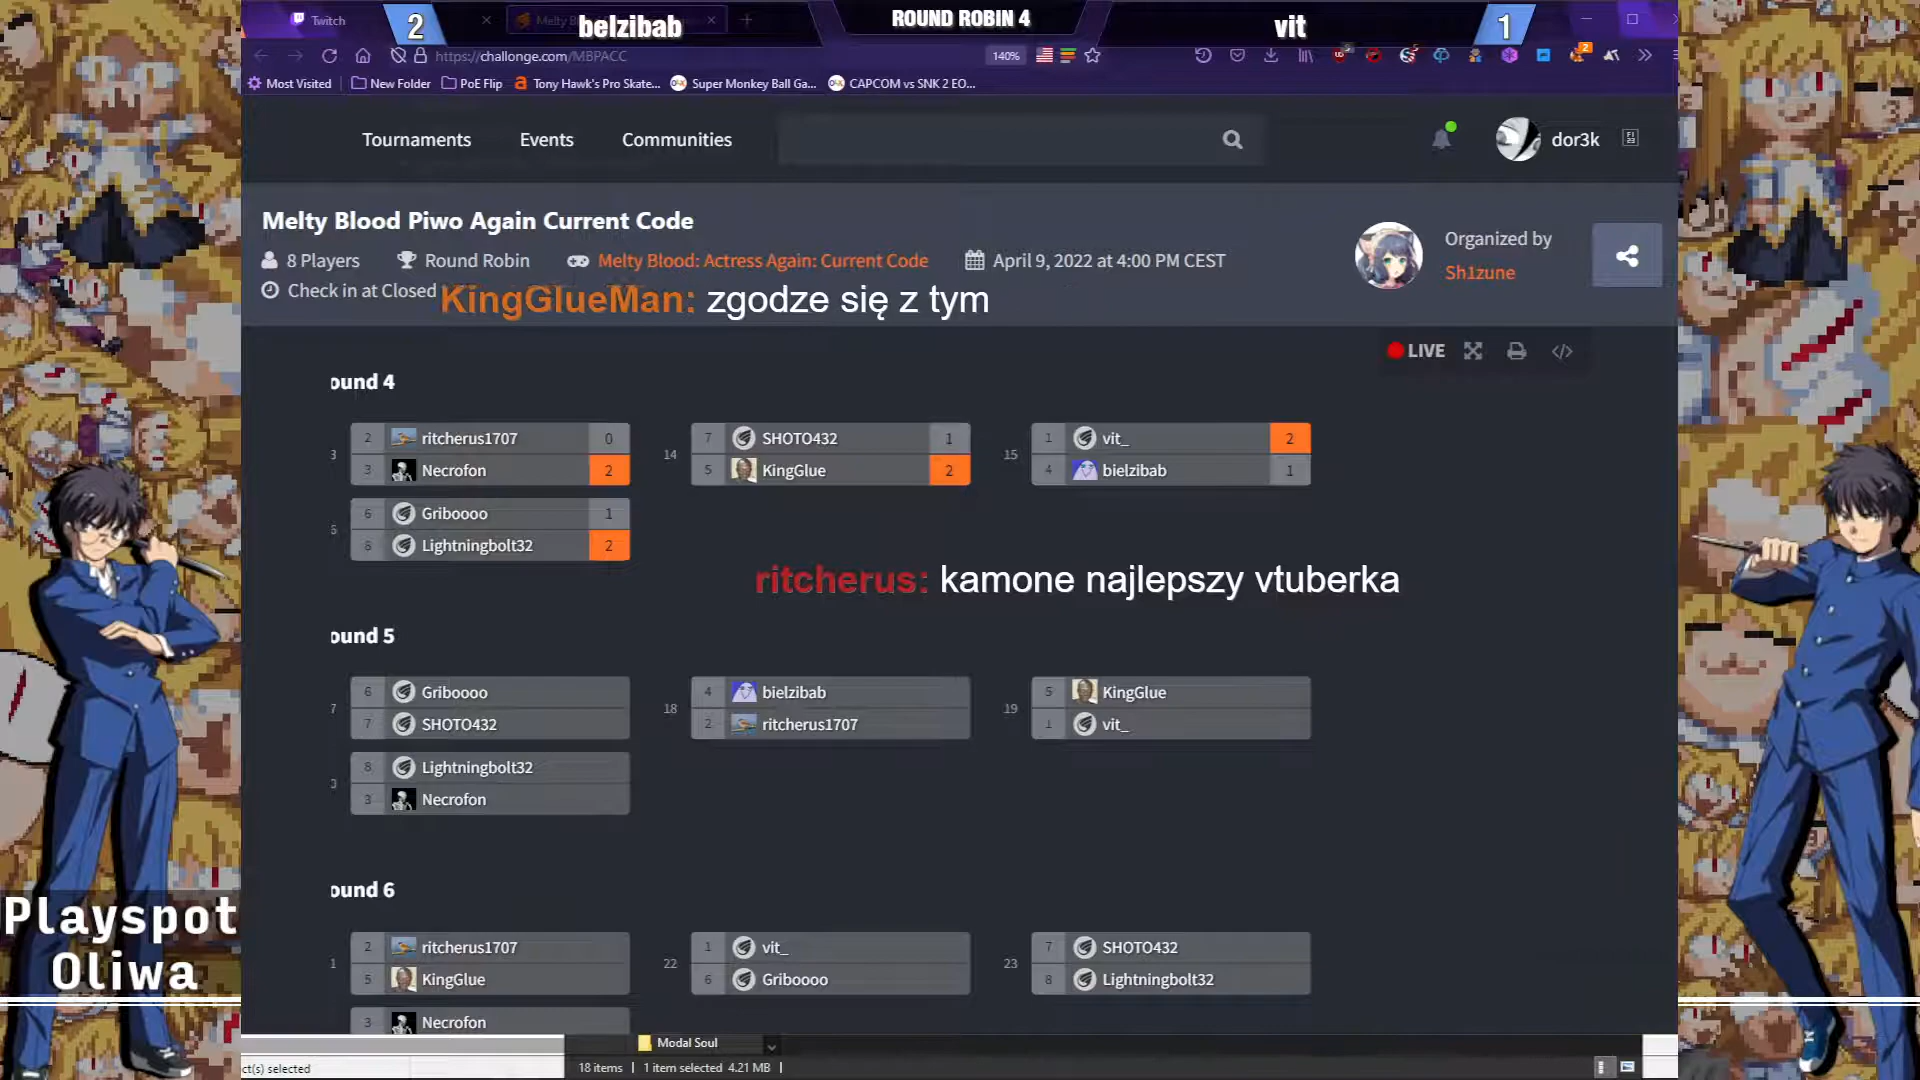 Twitch
2
belzibab
ROUND ROBIN 4
vit
1
https://challonge.com/MBPACC
140%
Most Visited
New Folder
PoE Flip
Tony Hawk's Pro Skate...
Super Monkey Ball Ga...
CAPCOM vs SNK 2 EO...
Tournaments
Events
Communities
dor3k
Melty Blood Piwo Again Current Code
8 Players
Round Robin
Melty Blood: Actress Again: Current Code
April 9, 2022 at 4:00 PM CEST
Check in at Closed
Organized by
Sh1zune
KingGlueMan: zgodze się z tym
LIVE
ound 4
3
2 ritcherus1707 0
3 Necrofon 2
14
7 SHOTO432 1
5 KingGlue 2
15
1 vit_ 2
4 bielzibab 1
6
6 Griboooo 1
8 Lightningbolt32 2
ritcherus: kamone najlepszy vtuberka
ound 5
7
6 Griboooo
7 SHOTO432
18
4 bielzibab
2 ritcherus1707
19
5 KingGlue
1 vit_
0
8 Lightningbolt32
3 Necrofon
ound 6
1
2 ritcherus1707
5 KingGlue
22
1 vit_
6 Griboooo
23
7 SHOTO432
8 Lightningbolt32
3 Necrofon
Playspot
Oliwa
Modal Soul
ct(s) selected
18 items
1 item selected 4.21 MB